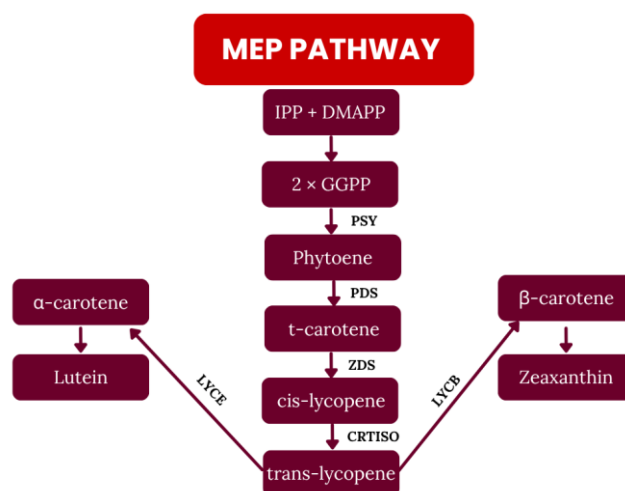 MEP PATHWAY
IPP + DMAPP
2 × GGPP
PSY
Phytoene
PDS
α-carotene
β-carotene
t-carotene
ZDS
Lutein
Zeaxanthin
LYCE
LYCB
cis-lycopene
CRTISO
trans-lycopene